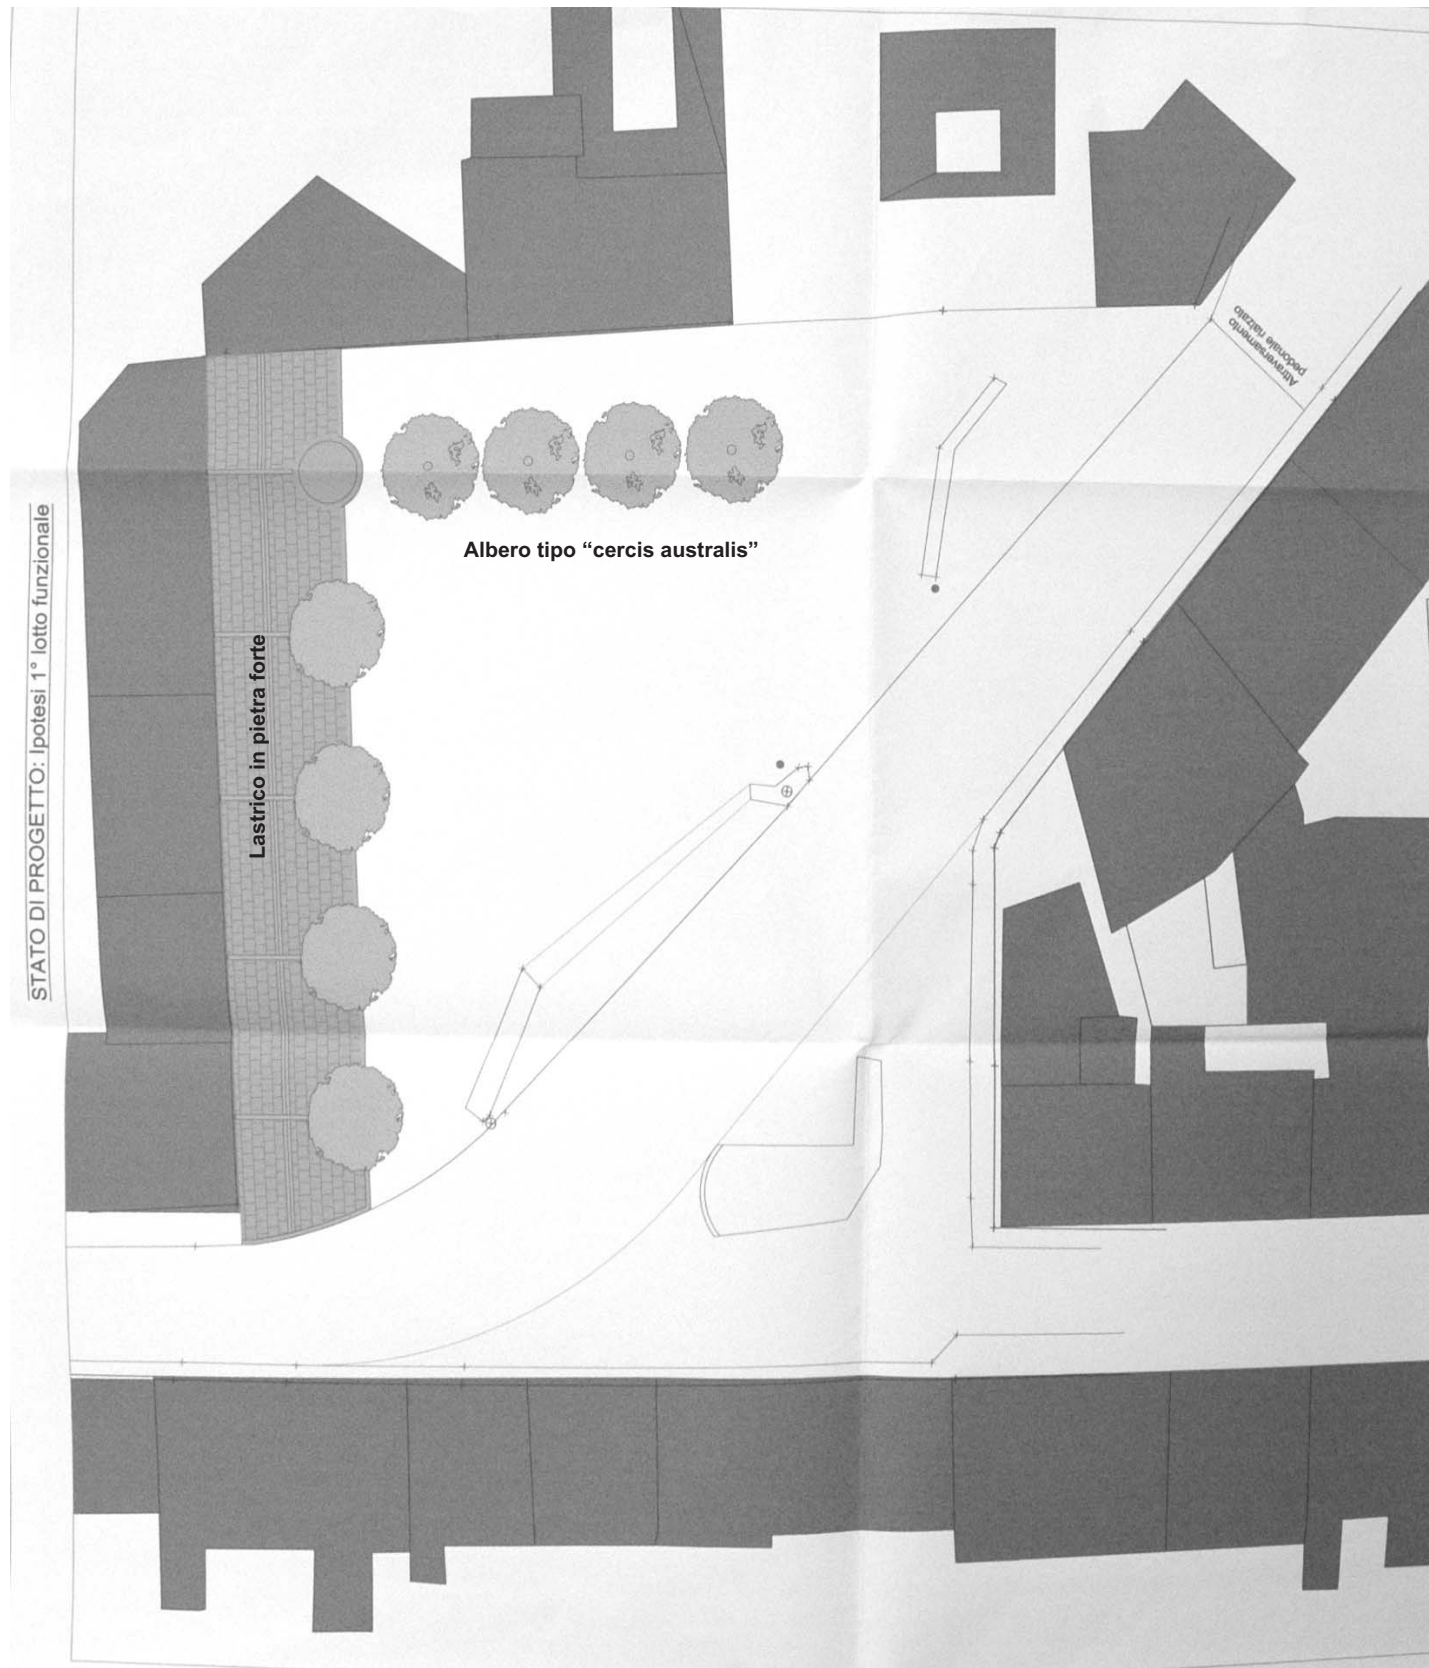 STATO DI PROGETTO: Ipotesi 1° lotto funzionale
Attraversamento
pedonale rialzato
Albero tipo “cercis australis”
Lastrico in pietra forte